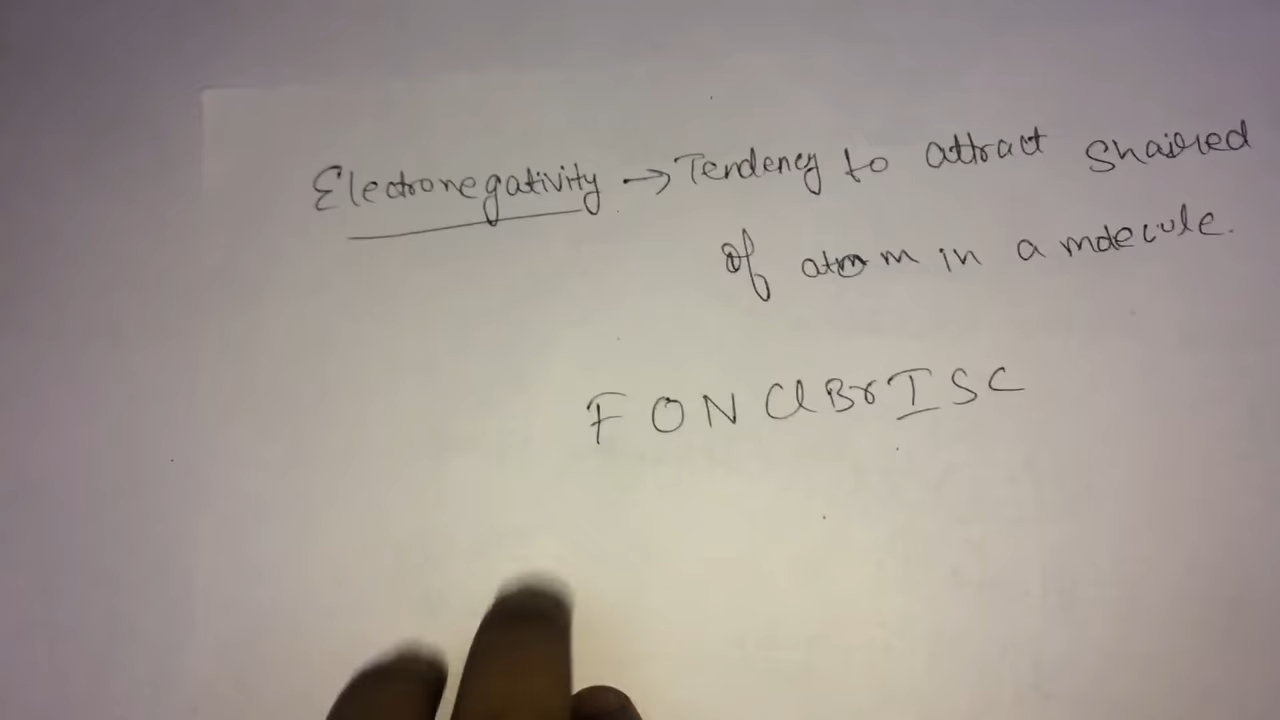 Electronegativity → Tendency to attract Shaired
of atom in a molecule.
F O N Cl Br I S C